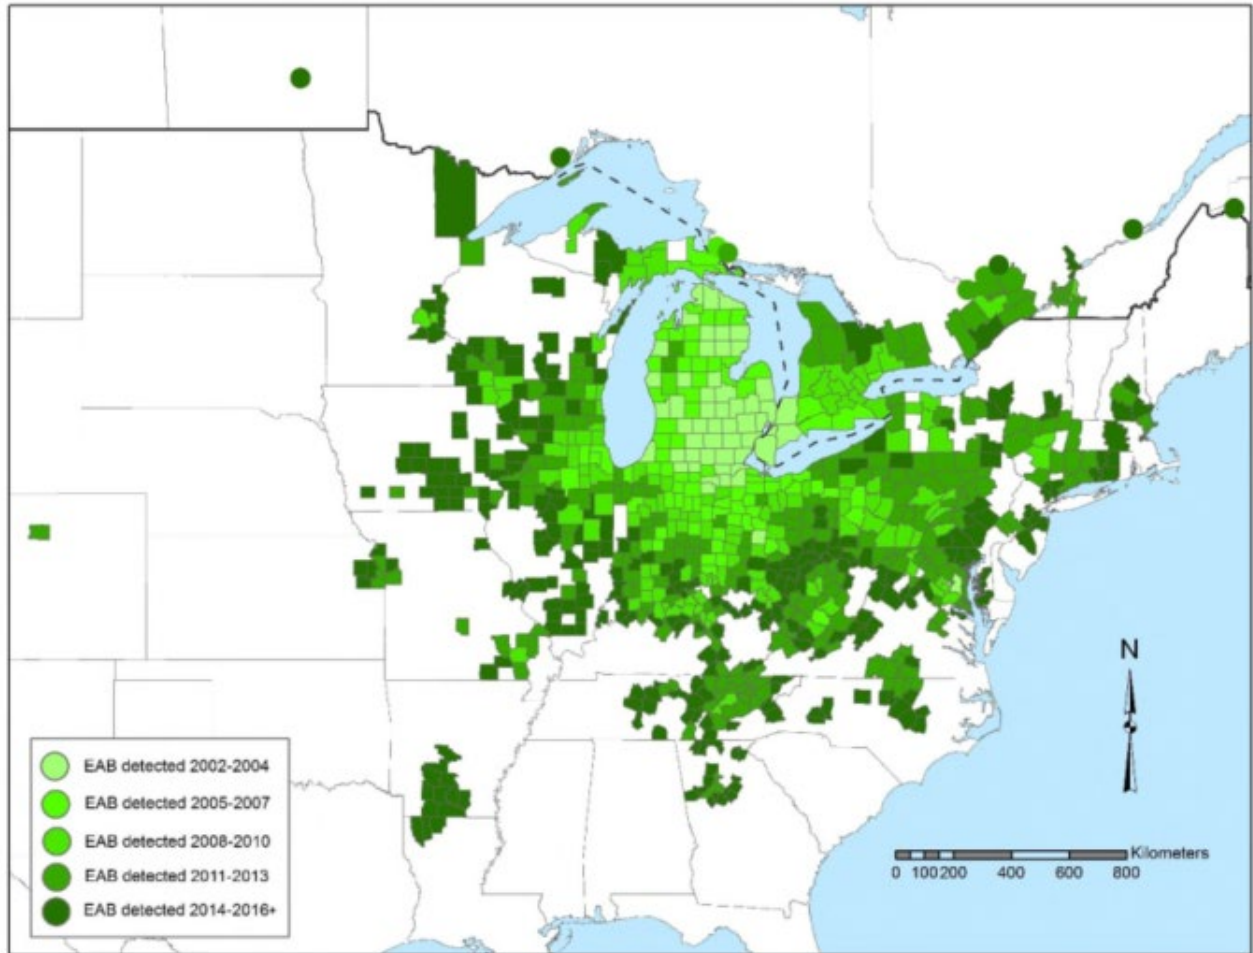 N
EAB detected 2002-2004
EAB detected 2005-2007
EAB detected 2008-2010
EAB detected 2011-2013
EAB detected 2014-2016+
Kilometers
0 100 200 400 600 800